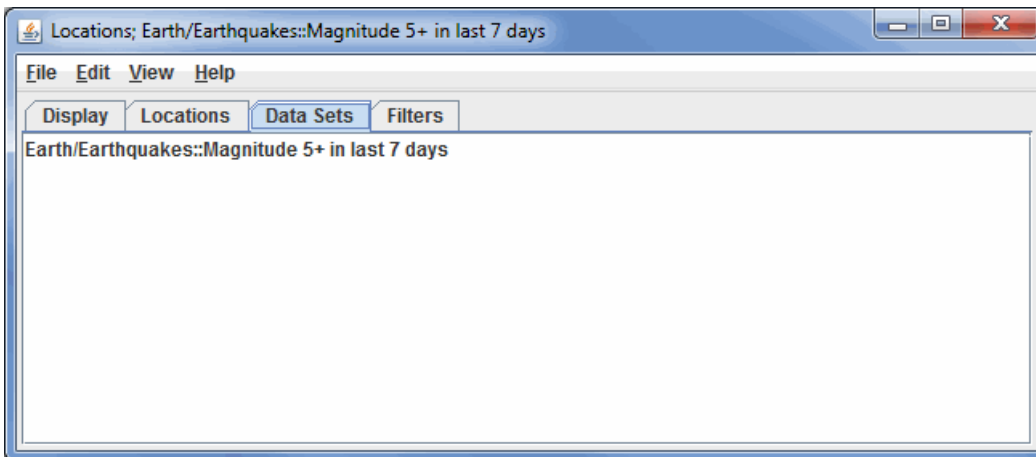 Locations; Earth/Earthquakes::Magnitude 5+ in last 7 days
File Edit View Help
Display Locations Data Sets Filters
Earth/Earthquakes::Magnitude 5+ in last 7 days